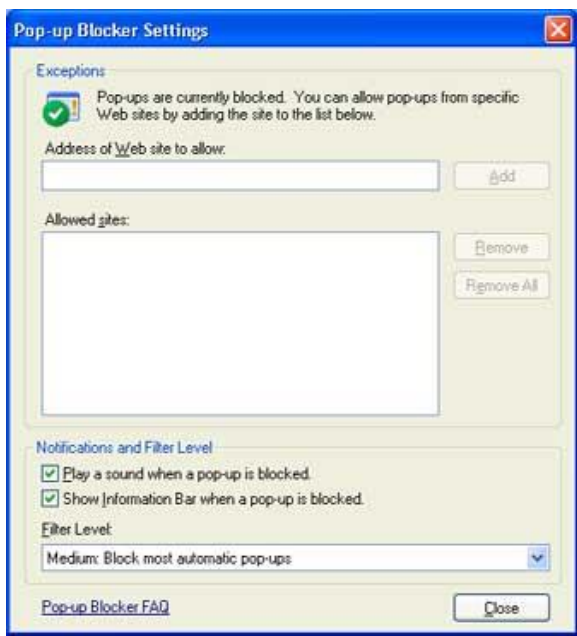 Pop-up Blocker Settings
Exceptions
Pop-ups are currently blocked. You can allow pop-ups from specific
Web sites by adding the site to the list below.
Address of Web site to allow:
Add
Allowed sites:
Remove
Remove All
Notifications and Filter Level
Play a sound when a pop-up is blocked.
Show Information Bar when a pop-up is blocked.
Filter Level:
Medium: Block most automatic pop-ups
Pop-up Blocker FAQ
Close